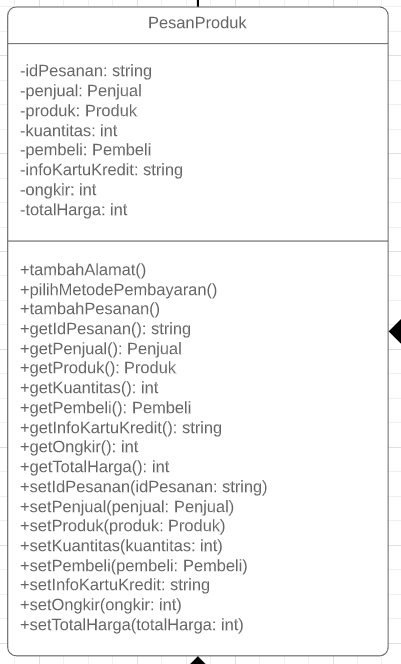 PesanProduk
-idPesanan: string
-penjual: Penjual
-produk: Produk
-kuantitas: int
-pembeli: Pembeli
-infoKartuKredit: string
-ongkir: int
-totalHarga: int
+tambahAlamat()
+pilihMetodePembayaran()
+tambahPesanan()
+getIdPesanan(): string
+getPenjual(): Penjual
+getProduk(): Produk
+getKuantitas(): int
+getPembeli(): Pembeli
+getInfoKartuKredit(): string
+getOngkir(): int
+getTotalHarga(): int
+setIdPesanan(idPesanan: string)
+setPenjual(penjual: Penjual)
+setProduk(produk: Produk)
+setKuantitas(kuantitas: int)
+setPembeli(pembeli: Pembeli)
+setInfoKartuKredit: string
+setOngkir(ongkir: int)
+setTotalHarga(totalHarga: int)